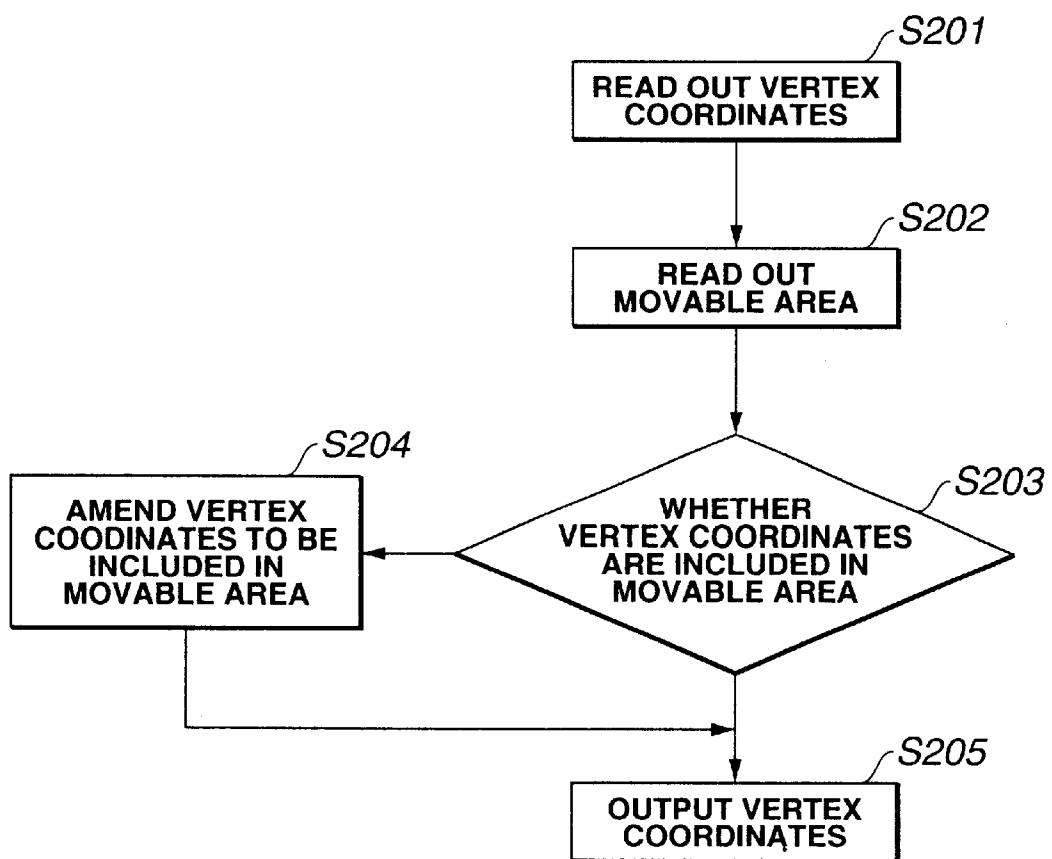 S201
READ OUT VERTEX
COORDINATES
S202
READ OUT
MOVABLE AREA
S203
WHETHER
VERTEX COORDINATES
ARE INCLUDED IN
MOVABLE AREA
S204
AMEND VERTEX
COODINATES TO BE
INCLUDED IN
MOVABLE AREA
S205
OUTPUT VERTEX
COORDINATES